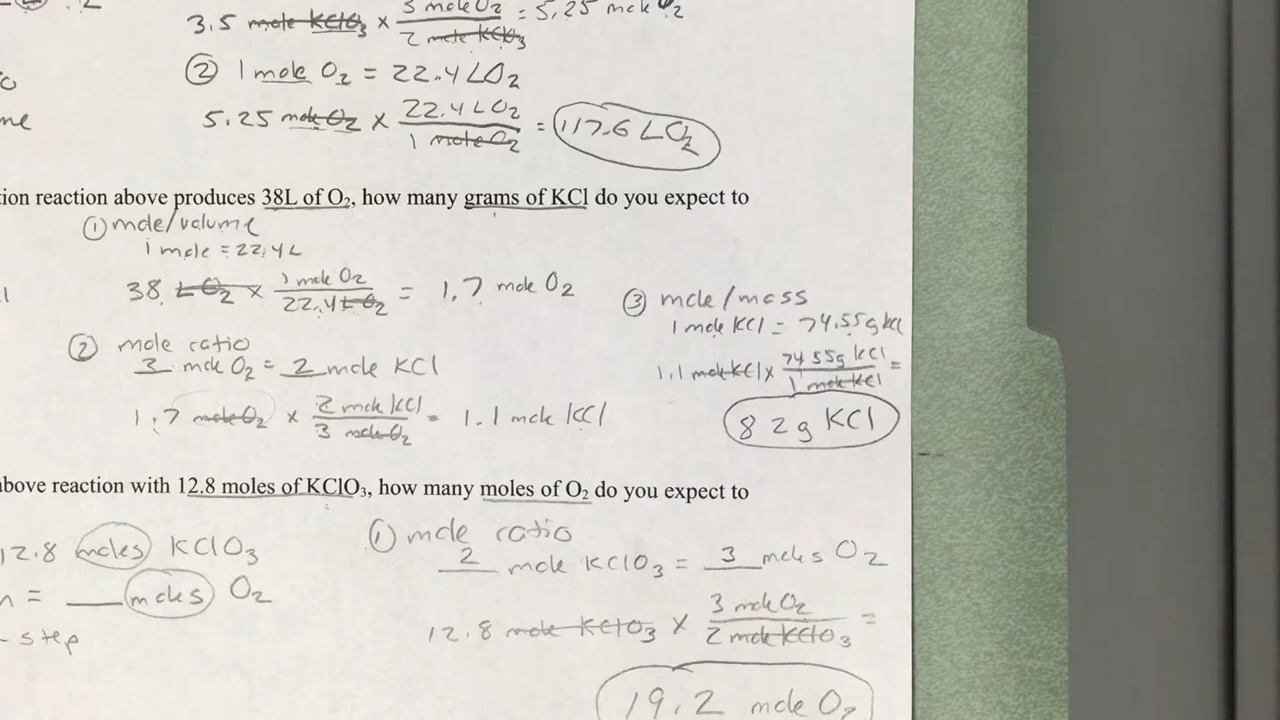 3.5 mole KClO3 x 3 mole O2 / 2 mole KClO3 = 5.25 mole O2
② 1 mole O2 = 22.4 L O2
5.25 mole O2 x 22.4 L O2 / 1 mole O2 = 117.6 L O2
me
ion reaction above produces 38L of O2, how many grams of KCl do you expect to
① mole/volume
1 mole = 22.4 L
38 L O2 x 1 mole O2 / 22.4 L O2 = 1.7 mole O2
② mole ratio
3 mole O2 = 2 mole KCl
1.7 mole O2 x 2 mole KCl / 3 mole O2 = 1.1 mole KCl
③ mole/mass
1 mole KCl = 74.55g KCl
1.1 mole KCl x 74.55g KCl / 1 mole KCl =
82g KCl
above reaction with 12.8 moles of KClO3, how many moles of O2 do you expect to
12.8 moles KClO3
n = ___ moles O2
- step
① mole ratio
2 mole KClO3 = 3 moles O2
12.8 mole KClO3 x 3 mole O2 / 2 mole KClO3 =
19.2 mole O2